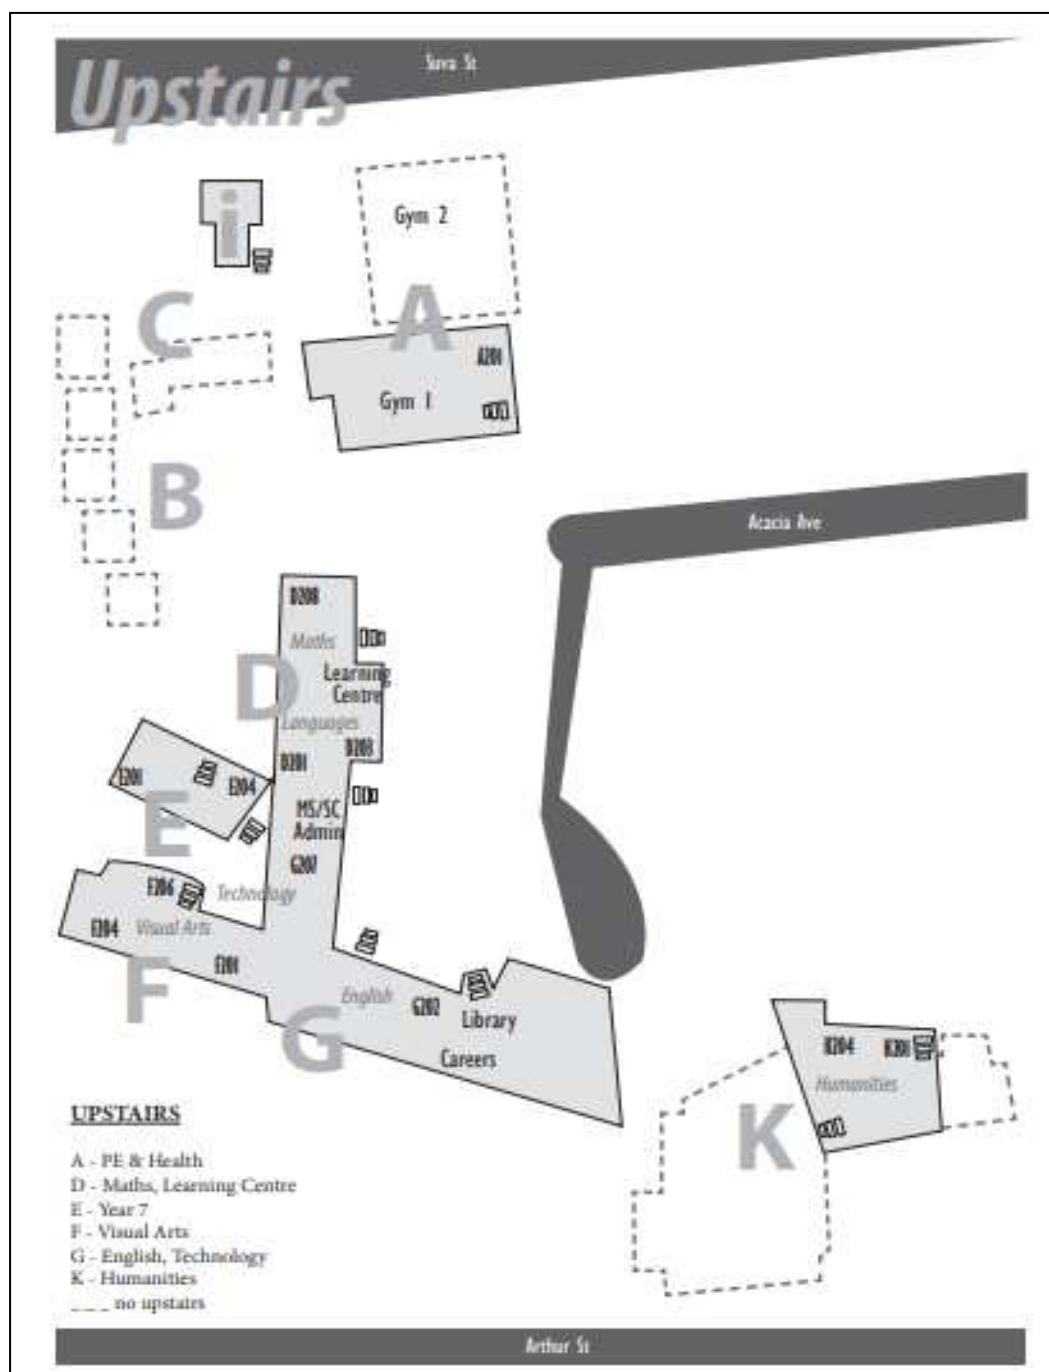 Suva St
Upstairs
i
Gym 2
C
A
A201
Gym 1
B
Acacia Ave
D208
Maths
D
Learning
Centre
Languages
D203
D201
E201
E204
E
MS/SC
Admin
G207
F206
Technology
F204
Visual Arts
F201
F
English
G202
G
Library
Careers
K204
K201
Humanities
K
UPSTAIRS
A - PE & Health
D - Maths, Learning Centre
E - Year 7
F - Visual Arts
G - English, Technology
K - Humanities
_ _ _ no upstairs
Arthur St